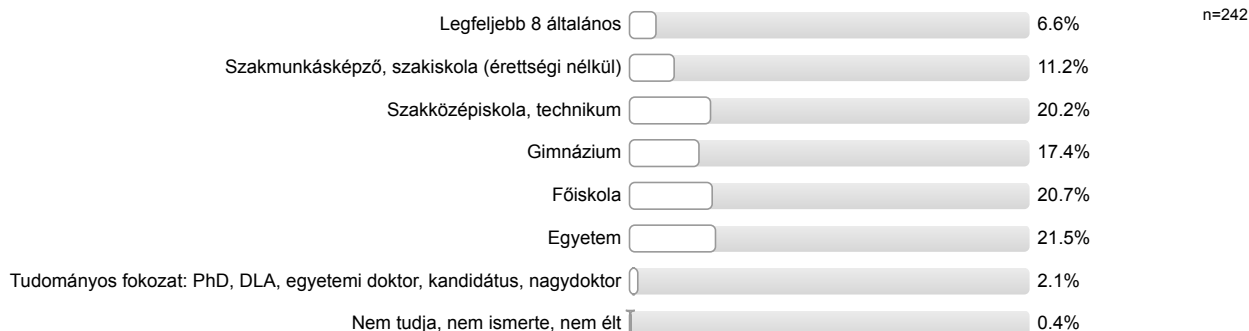 n=242
Legfeljebb 8 általános 6.6%
Szakmunkásképző, szakiskola (érettségi nélkül) 11.2%
Szakközépiskola, technikum 20.2%
Gimnázium 17.4%
Főiskola 20.7%
Egyetem 21.5%
Tudományos fokozat: PhD, DLA, egyetemi doktor, kandidátus, nagydoktor 2.1%
Nem tudja, nem ismerte, nem élt 0.4%